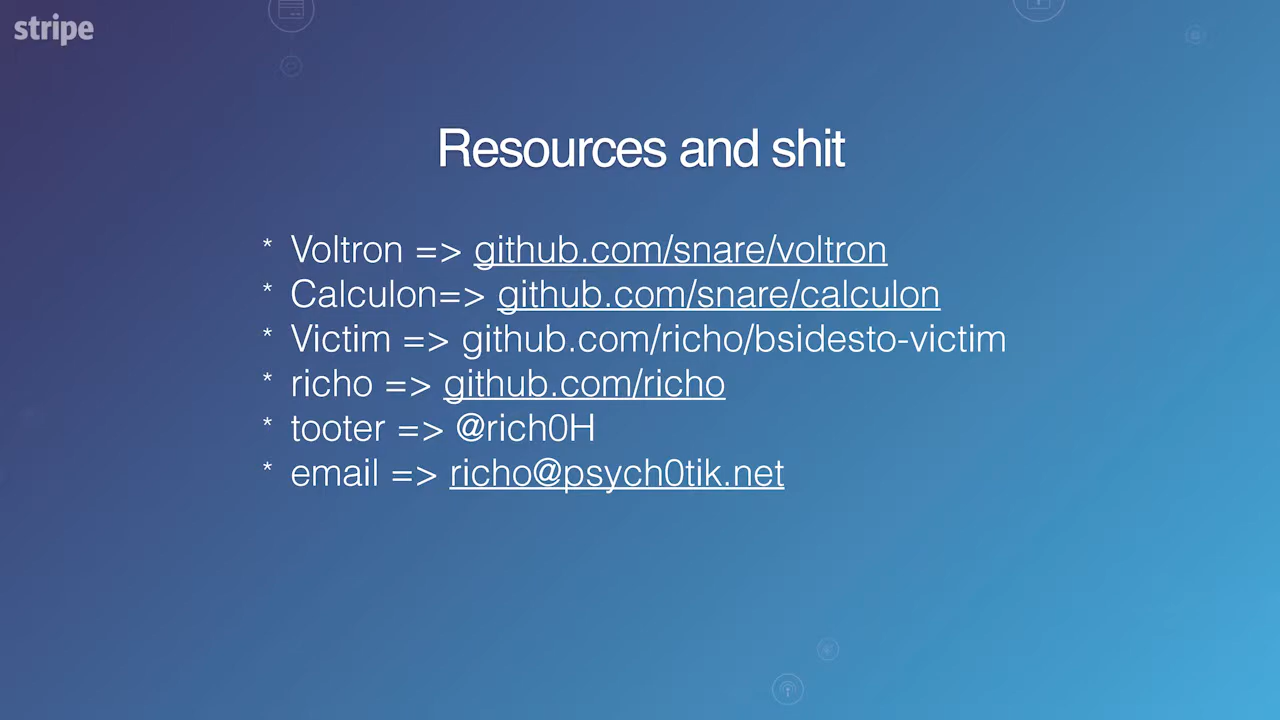 stripe
Resources and shit
* Voltron => github.com/snare/voltron
* Calculon=> github.com/snare/calculon
* Victim => github.com/richo/bsidesto-victim
* richo => github.com/richo
* tooter => @rich0H
* email => richo@psych0tik.net